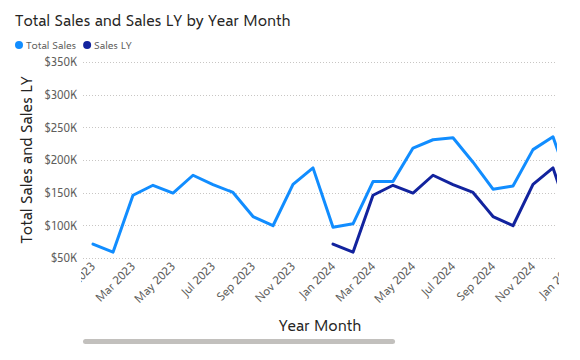 Total Sales and Sales LY by Year Month
Total Sales Sales LY
Total Sales and Sales LY
$350K
$300K
$250K
$200K
$150K
$100K
$50K
2023 Mar 2023 May 2023 Jul 2023 Sep 2023 Nov 2023 Jan 2024 Mar 2024 May 2024 Jul 2024 Sep 2024 Nov 2024 Jan
Year Month